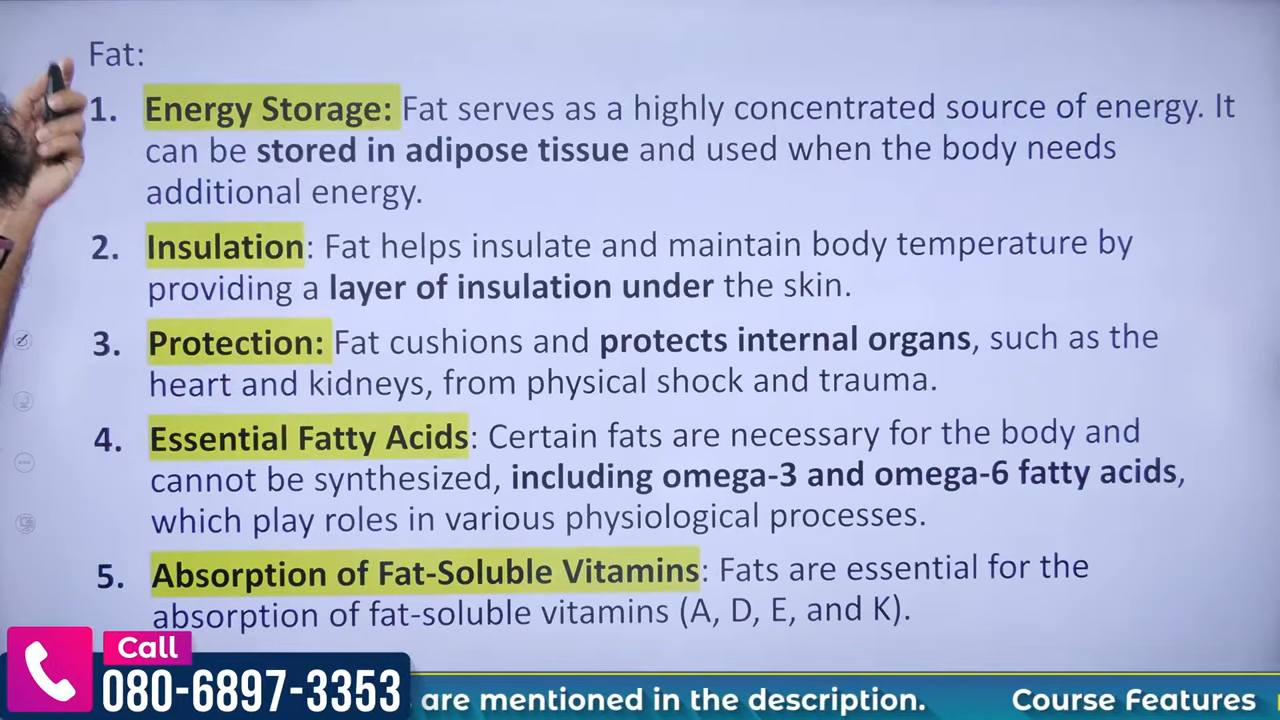 Fat:
1. Energy Storage: Fat serves as a highly concentrated source of energy. It
can be stored in adipose tissue and used when the body needs
additional energy.
2. Insulation: Fat helps insulate and maintain body temperature by
providing a layer of insulation under the skin.
3. Protection: Fat cushions and protects internal organs, such as the
heart and kidneys, from physical shock and trauma.
4. Essential Fatty Acids: Certain fats are necessary for the body and
cannot be synthesized, including omega-3 and omega-6 fatty acids,
which play roles in various physiological processes.
5. Absorption of Fat-Soluble Vitamins: Fats are essential for the
absorption of fat-soluble vitamins (A, D, E, and K).
Call
080-6897-3353
are mentioned in the description. Course Features